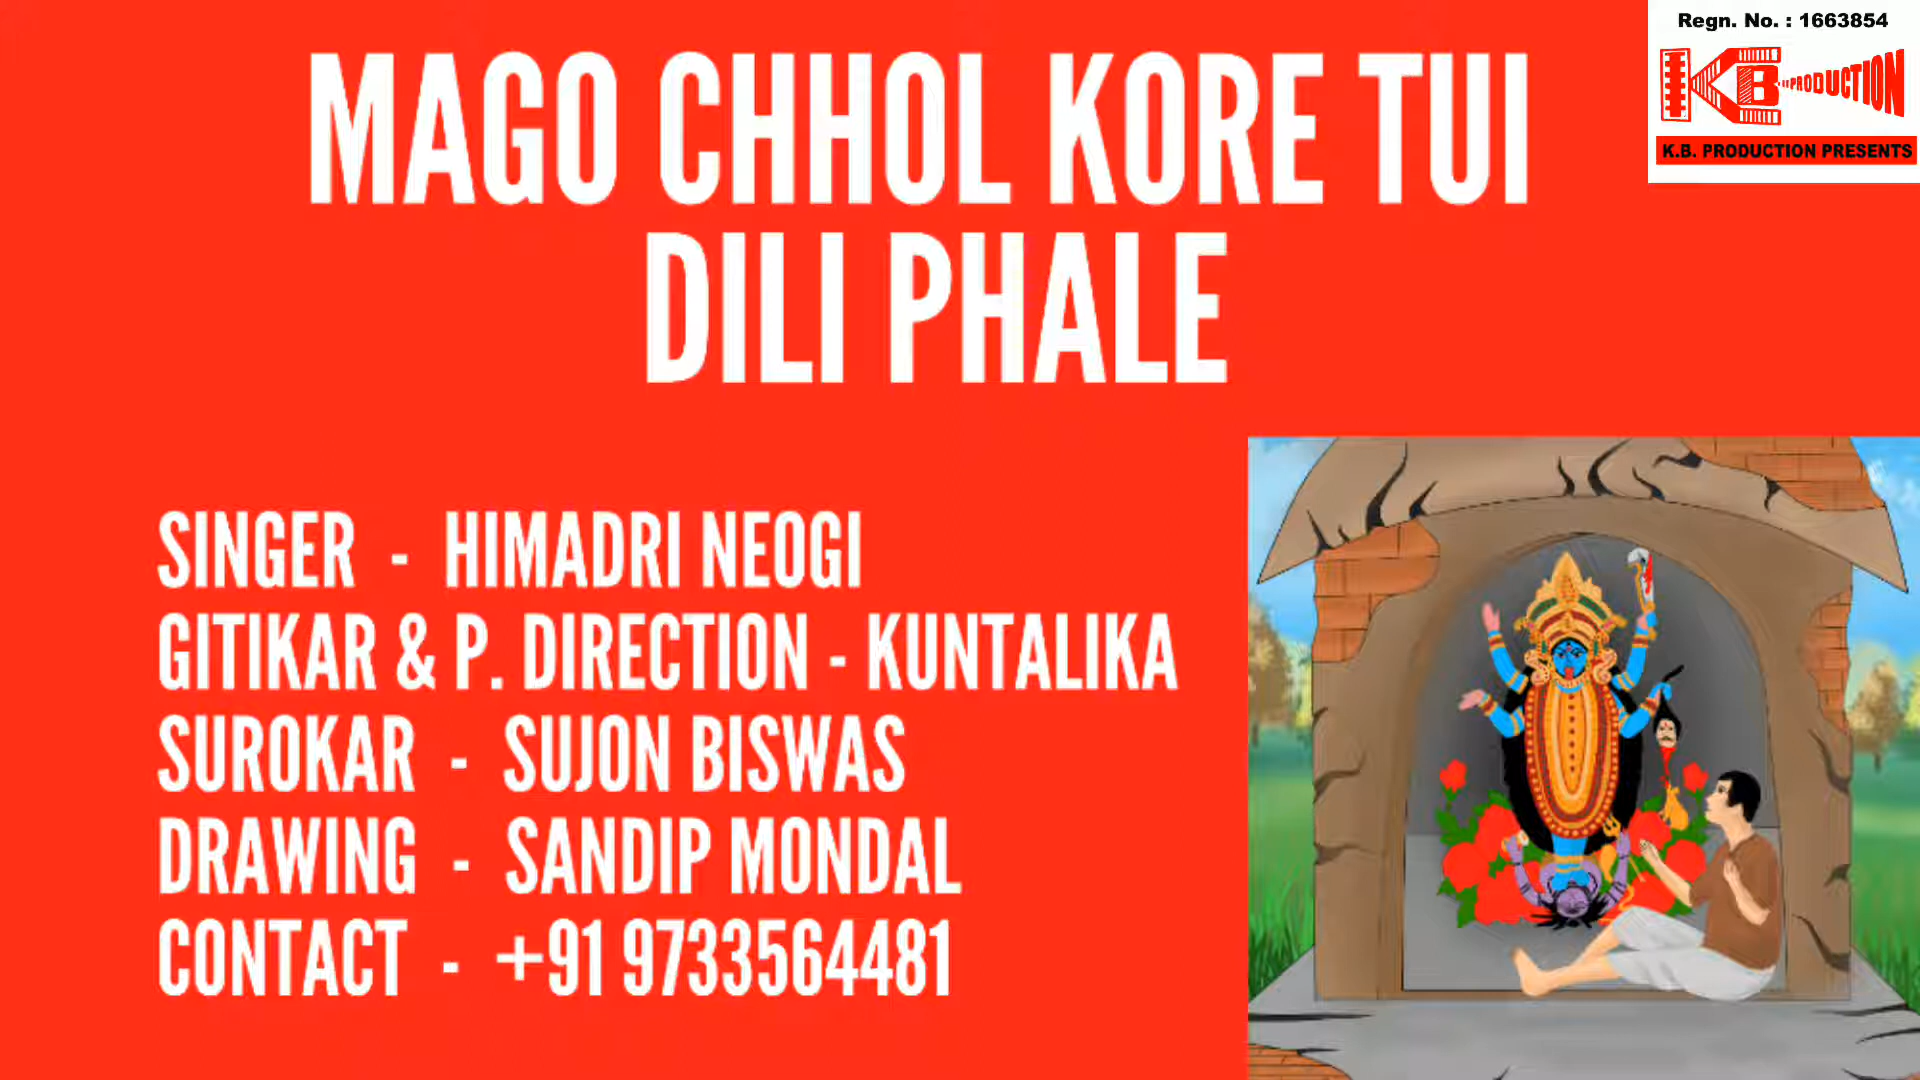 Regn. No. : 1663854
KB PRODUCTION
K.B. PRODUCTION PRESENTS
MAGO CHHOL KORE TUI
DILI PHALE
SINGER - HIMADRI NEOGI
GITIKAR & P. DIRECTION - KUNTALIKA
SUROKAR - SUJON BISWAS
DRAWING - SANDIP MONDAL
CONTACT - +91 9733564481